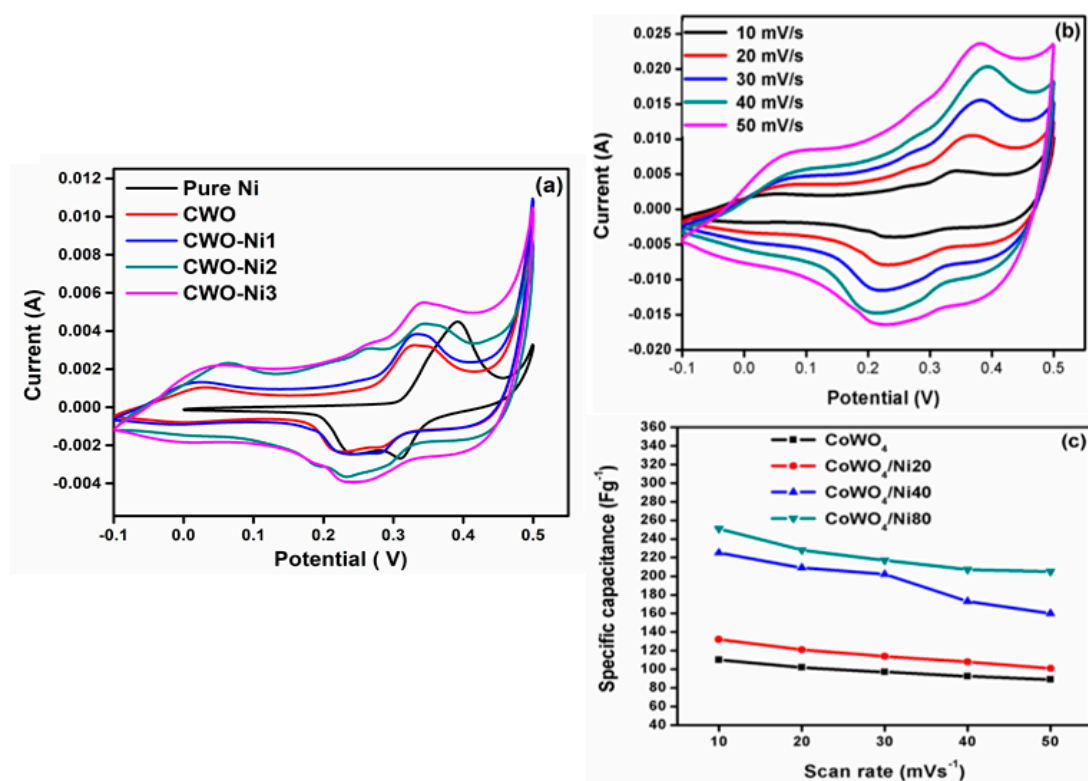 (a)
Pure Ni
CWO
CWO-Ni1
CWO-Ni2
CWO-Ni3
Current (A)
0.012
0.010
0.008
0.006
0.004
0.002
0.000
-0.002
-0.004
-0.1 0.0 0.1 0.2 0.3 0.4 0.5
Potential ( V)
(b)
10 mV/s
20 mV/s
30 mV/s
40 mV/s
50 mV/s
Current (A)
0.025
0.020
0.015
0.010
0.005
0.000
-0.005
-0.010
-0.015
-0.020
-0.1 0.0 0.1 0.2 0.3 0.4 0.5
Potential (V)
(c)
CoWO₄
CoWO₄/Ni20
CoWO₄/Ni40
CoWO₄/Ni80
Specific capacitance (Fg⁻¹)
360
340
320
300
280
260
240
220
200
180
160
140
120
100
80
60
40
10 20 30 40 50
Scan rate (mVs⁻¹)